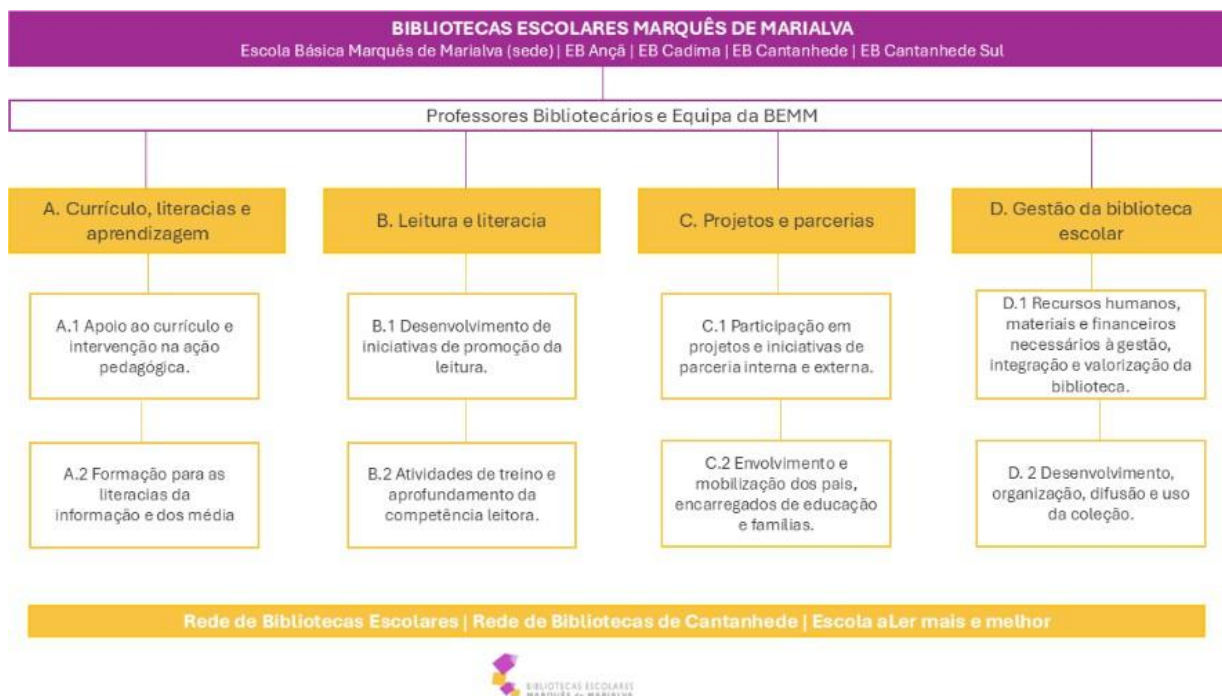 BIBLIOTECAS ESCOLARES MARQUÊS DE MARIALVA
Escola Básica Marquês de Marialva (sede) | EB Ançã | EB Cadima | EB Cantanhede | EB Cantanhede Sul
Professores Bibliotecários e Equipa da BEMM
A. Currículo, literacias e
aprendizagem
A.1 Apoio ao currículo e
intervenção na ação
pedagógica.
A.2 Formação para as
literacias da
informação e dos média
B. Leitura e literacia
B.1 Desenvolvimento de
iniciativas de promoção da
leitura.
B.2 Atividades de treino e
aprofundamento da
competência leitora.
C. Projetos e parcerias
C.1 Participação em
projetos e iniciativas de
parceria interna e externa.
C.2 Envolvimento e
mobilização dos pais,
encarregados de educação
e famílias.
D. Gestão da biblioteca
escolar
D.1 Recursos humanos,
materiais e financeiros
necessários à gestão,
integração e valorização da
biblioteca.
D. 2 Desenvolvimento,
organização, difusão e uso
da coleção.
Rede de Bibliotecas Escolares | Rede de Bibliotecas de Cantanhede | Escola aLer mais e melhor
BIBLIOTECAS ESCOLARES
MARQUÊS de MARIALVA